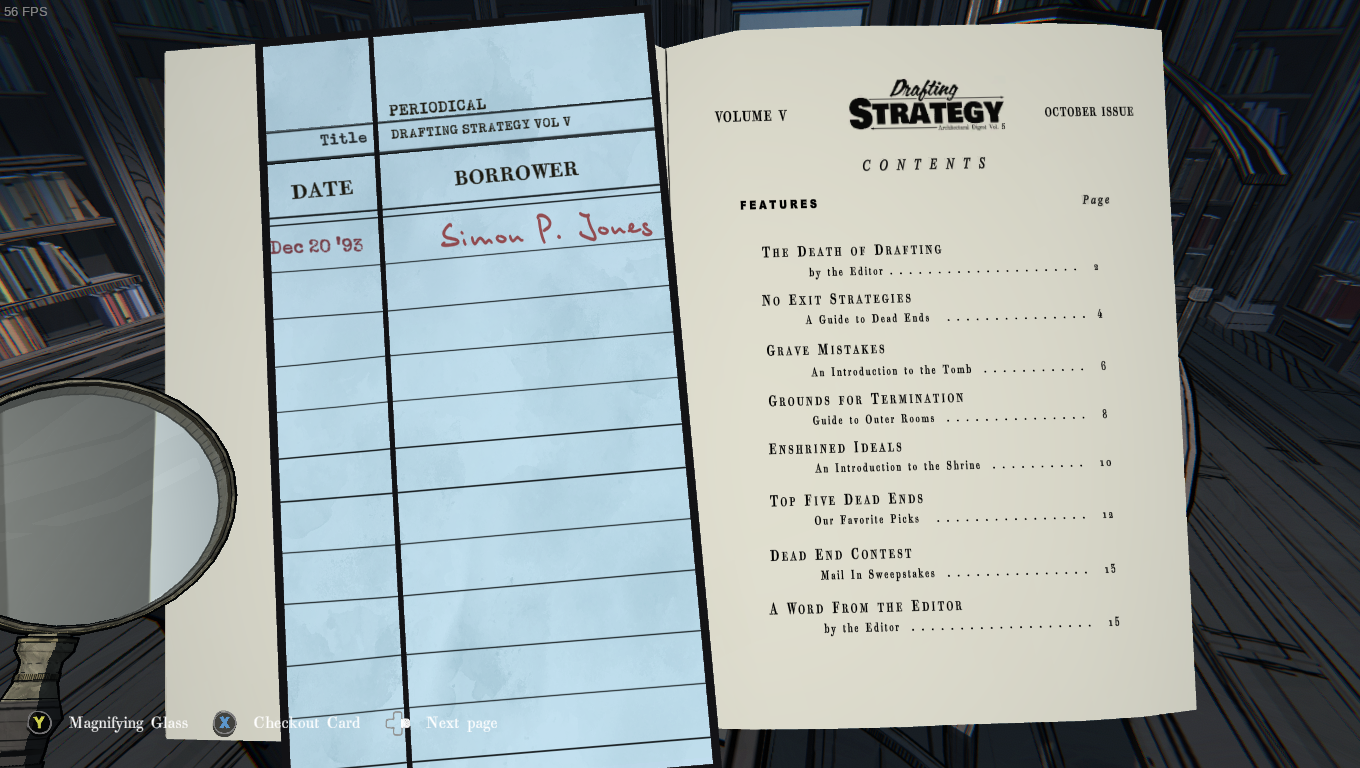 56 FPS
PERIODICAL
Title DRAFTING STRATEGY VOL V
DATE BORROWER
Dec 20 '93 Simon P. Jones
VOLUME V
Drafting
STRATEGY
Architectural Digest Vol. 5
OCTOBER ISSUE
CONTENTS
FEATURES Page
THE DEATH OF DRAFTING
by the Editor . . . . . . . . . . . . . . . . . . . . 2
NO EXIT STRATEGIES
A Guide to Dead Ends . . . . . . . . . . . . . . . 4
GRAVE MISTAKES
An Introduction to the Tomb . . . . . . . . . . . 6
GROUNDS FOR TERMINATION
Guide to Outer Rooms . . . . . . . . . . . . . . 8
ENSHRINED IDEALS
An Introduction to the Shrine . . . . . . . . . . 10
TOP FIVE DEAD ENDS
Our Favorite Picks . . . . . . . . . . . . . . . . 12
DEAD END CONTEST
Mail In Sweepstakes . . . . . . . . . . . . . . . 13
A WORD FROM THE EDITOR
by the Editor . . . . . . . . . . . . . . . . . . . 15
Y Magnifying Glass X Checkout Card Next page